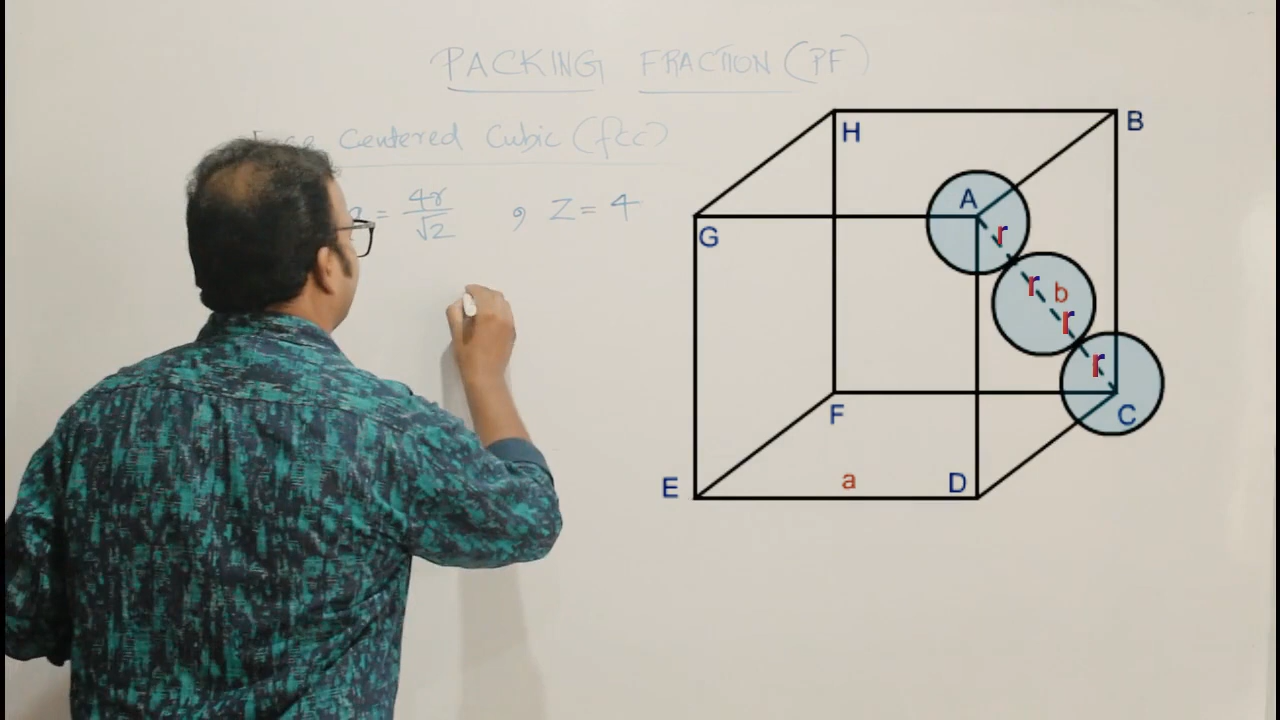 PACKING FRACTION (PF)
Centered Cubic (fcc)
= 4r/√2 , Z = 4
H
B
A
G
r
r
b
r
r
F
C
E
a
D